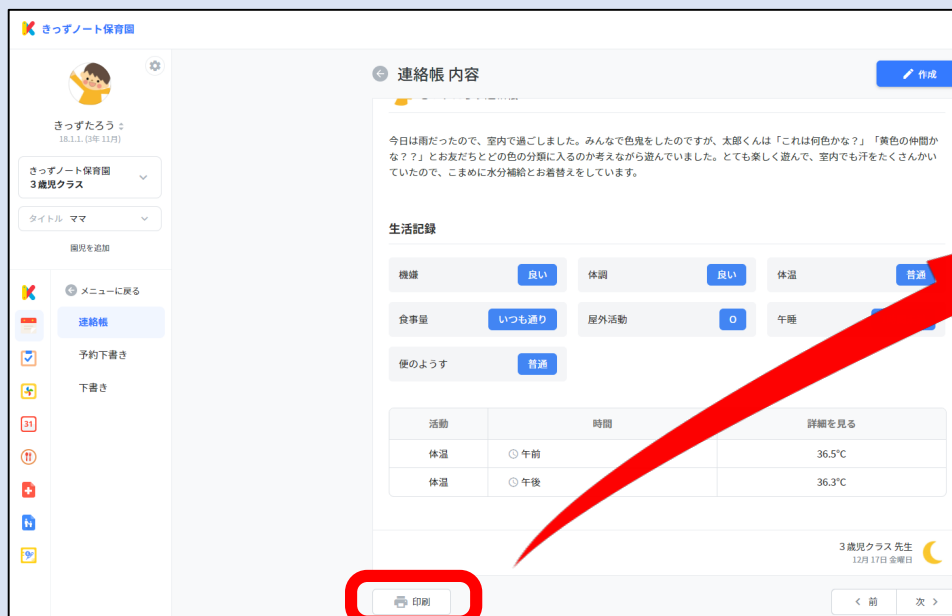 きっずノート保育園
きっずたろう
18.1.1. (3年 11月)
きっずノート保育園
3歳児クラス
タイトル ママ
園児を追加
メニューに戻る
連絡帳
予約下書き
下書き
31
連絡帳 内容
作成
今日は雨だったので、室内で過ごしました。みんなで色鬼をしたのですが、太郎くんは「これは何色かな？」「黄色の仲間か
な？？」とお友だちとどの色の分類に入るのか考えながら遊んでいました。とても楽しく遊んで、室内でも汗をたくさんかい
ていたので、こまめに水分補給とお着替えをしています。
生活記録
機嫌 良い 体調 良い 体温 普通
食事量 いつも通り 屋外活動 O 午睡
便のようす 普通
活動 時間 詳細を見る
体温 午前 36.5°C
体温 午後 36.3°C
3歳児クラス 先生
12月 17日 金曜日
印刷
< 前 次 >